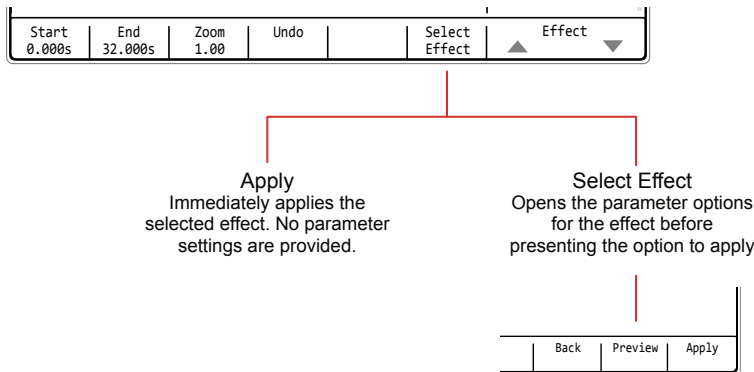 Start End Zoom Undo Select Effect
0.000s 32.000s 1.00 Effect
Apply
Immediately applies the
selected effect. No parameter
settings are provided.
Select Effect
Opens the parameter options
for the effect before
presenting the option to apply
Back Preview Apply